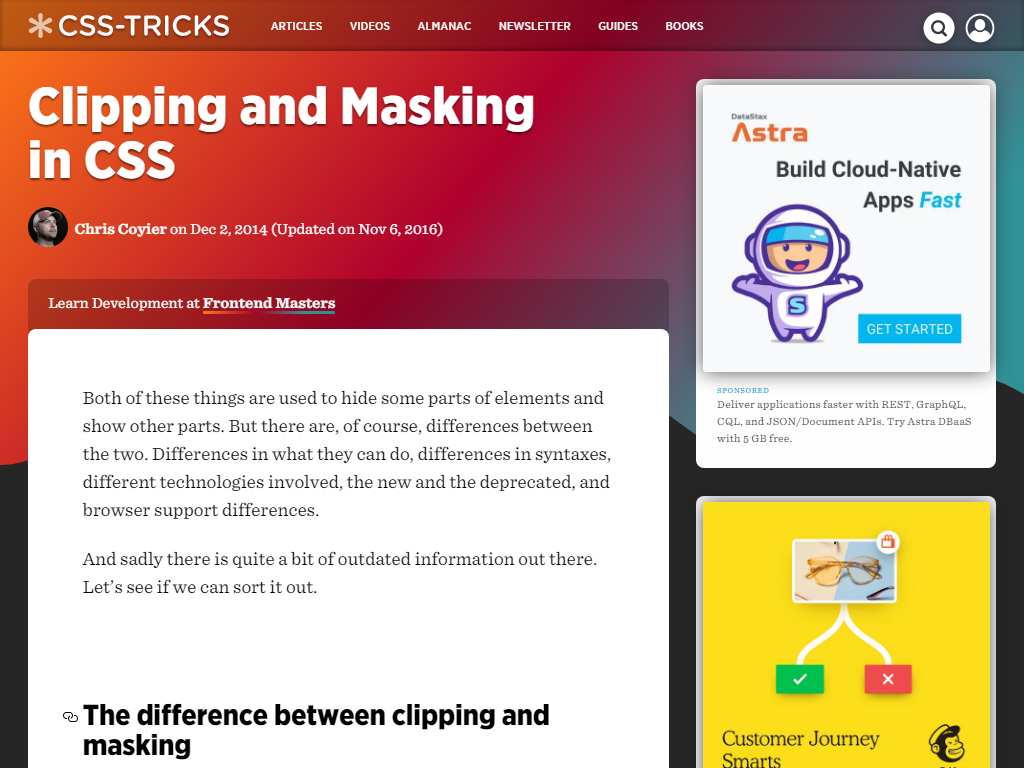 CSS-TRICKS
ARTICLES VIDEOS ALMANAC NEWSLETTER GUIDES BOOKS
Clipping and Masking
in CSS
Chris Coyier on Dec 2, 2014 (Updated on Nov 6, 2016)
Learn Development at Frontend Masters
Both of these things are used to hide some parts of elements and
show other parts. But there are, of course, differences between
the two. Differences in what they can do, differences in syntaxes,
different technologies involved, the new and the deprecated, and
browser support differences.
And sadly there is quite a bit of outdated information out there.
Let’s see if we can sort it out.
The difference between clipping and
masking
DataStax
Astra
Build Cloud-Native
Apps Fast
S
GET STARTED
SPONSORED
Deliver applications faster with REST, GraphQL,
CQL, and JSON/Document APIs. Try Astra DBaaS
with 5 GB free.
Customer Journey
Smarts